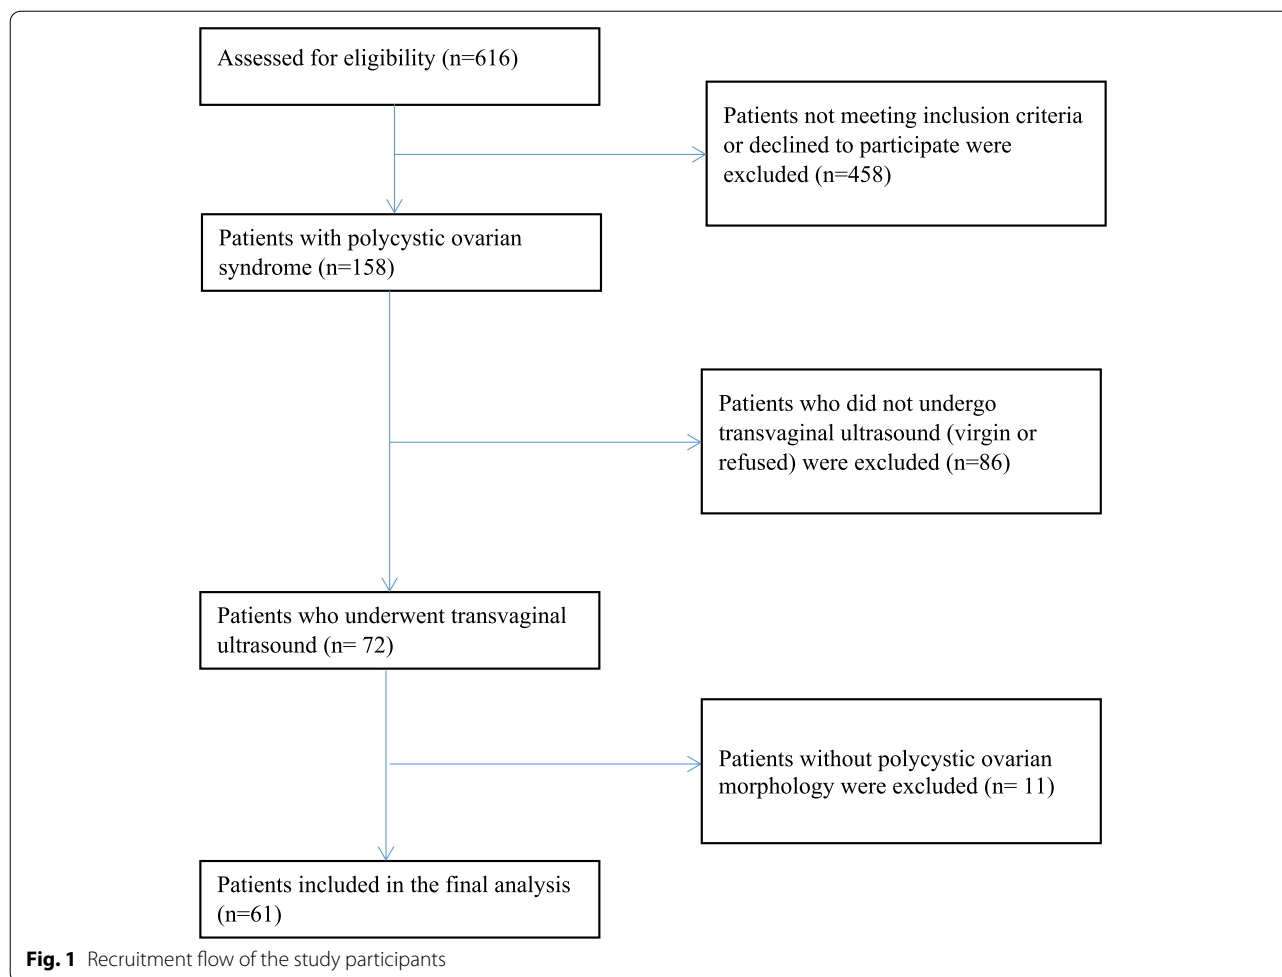 Assessed for eligibility (n=616)
Patients not meeting inclusion criteria
or declined to participate were
excluded (n=458)
Patients with polycystic ovarian
syndrome (n=158)
Patients who did not undergo
transvaginal ultrasound (virgin or
refused) were excluded (n=86)
Patients who underwent transvaginal
ultrasound (n= 72)
Patients without polycystic ovarian
morphology were excluded (n= 11)
Patients included in the final analysis
(n=61)
Fig. 1 Recruitment flow of the study participants